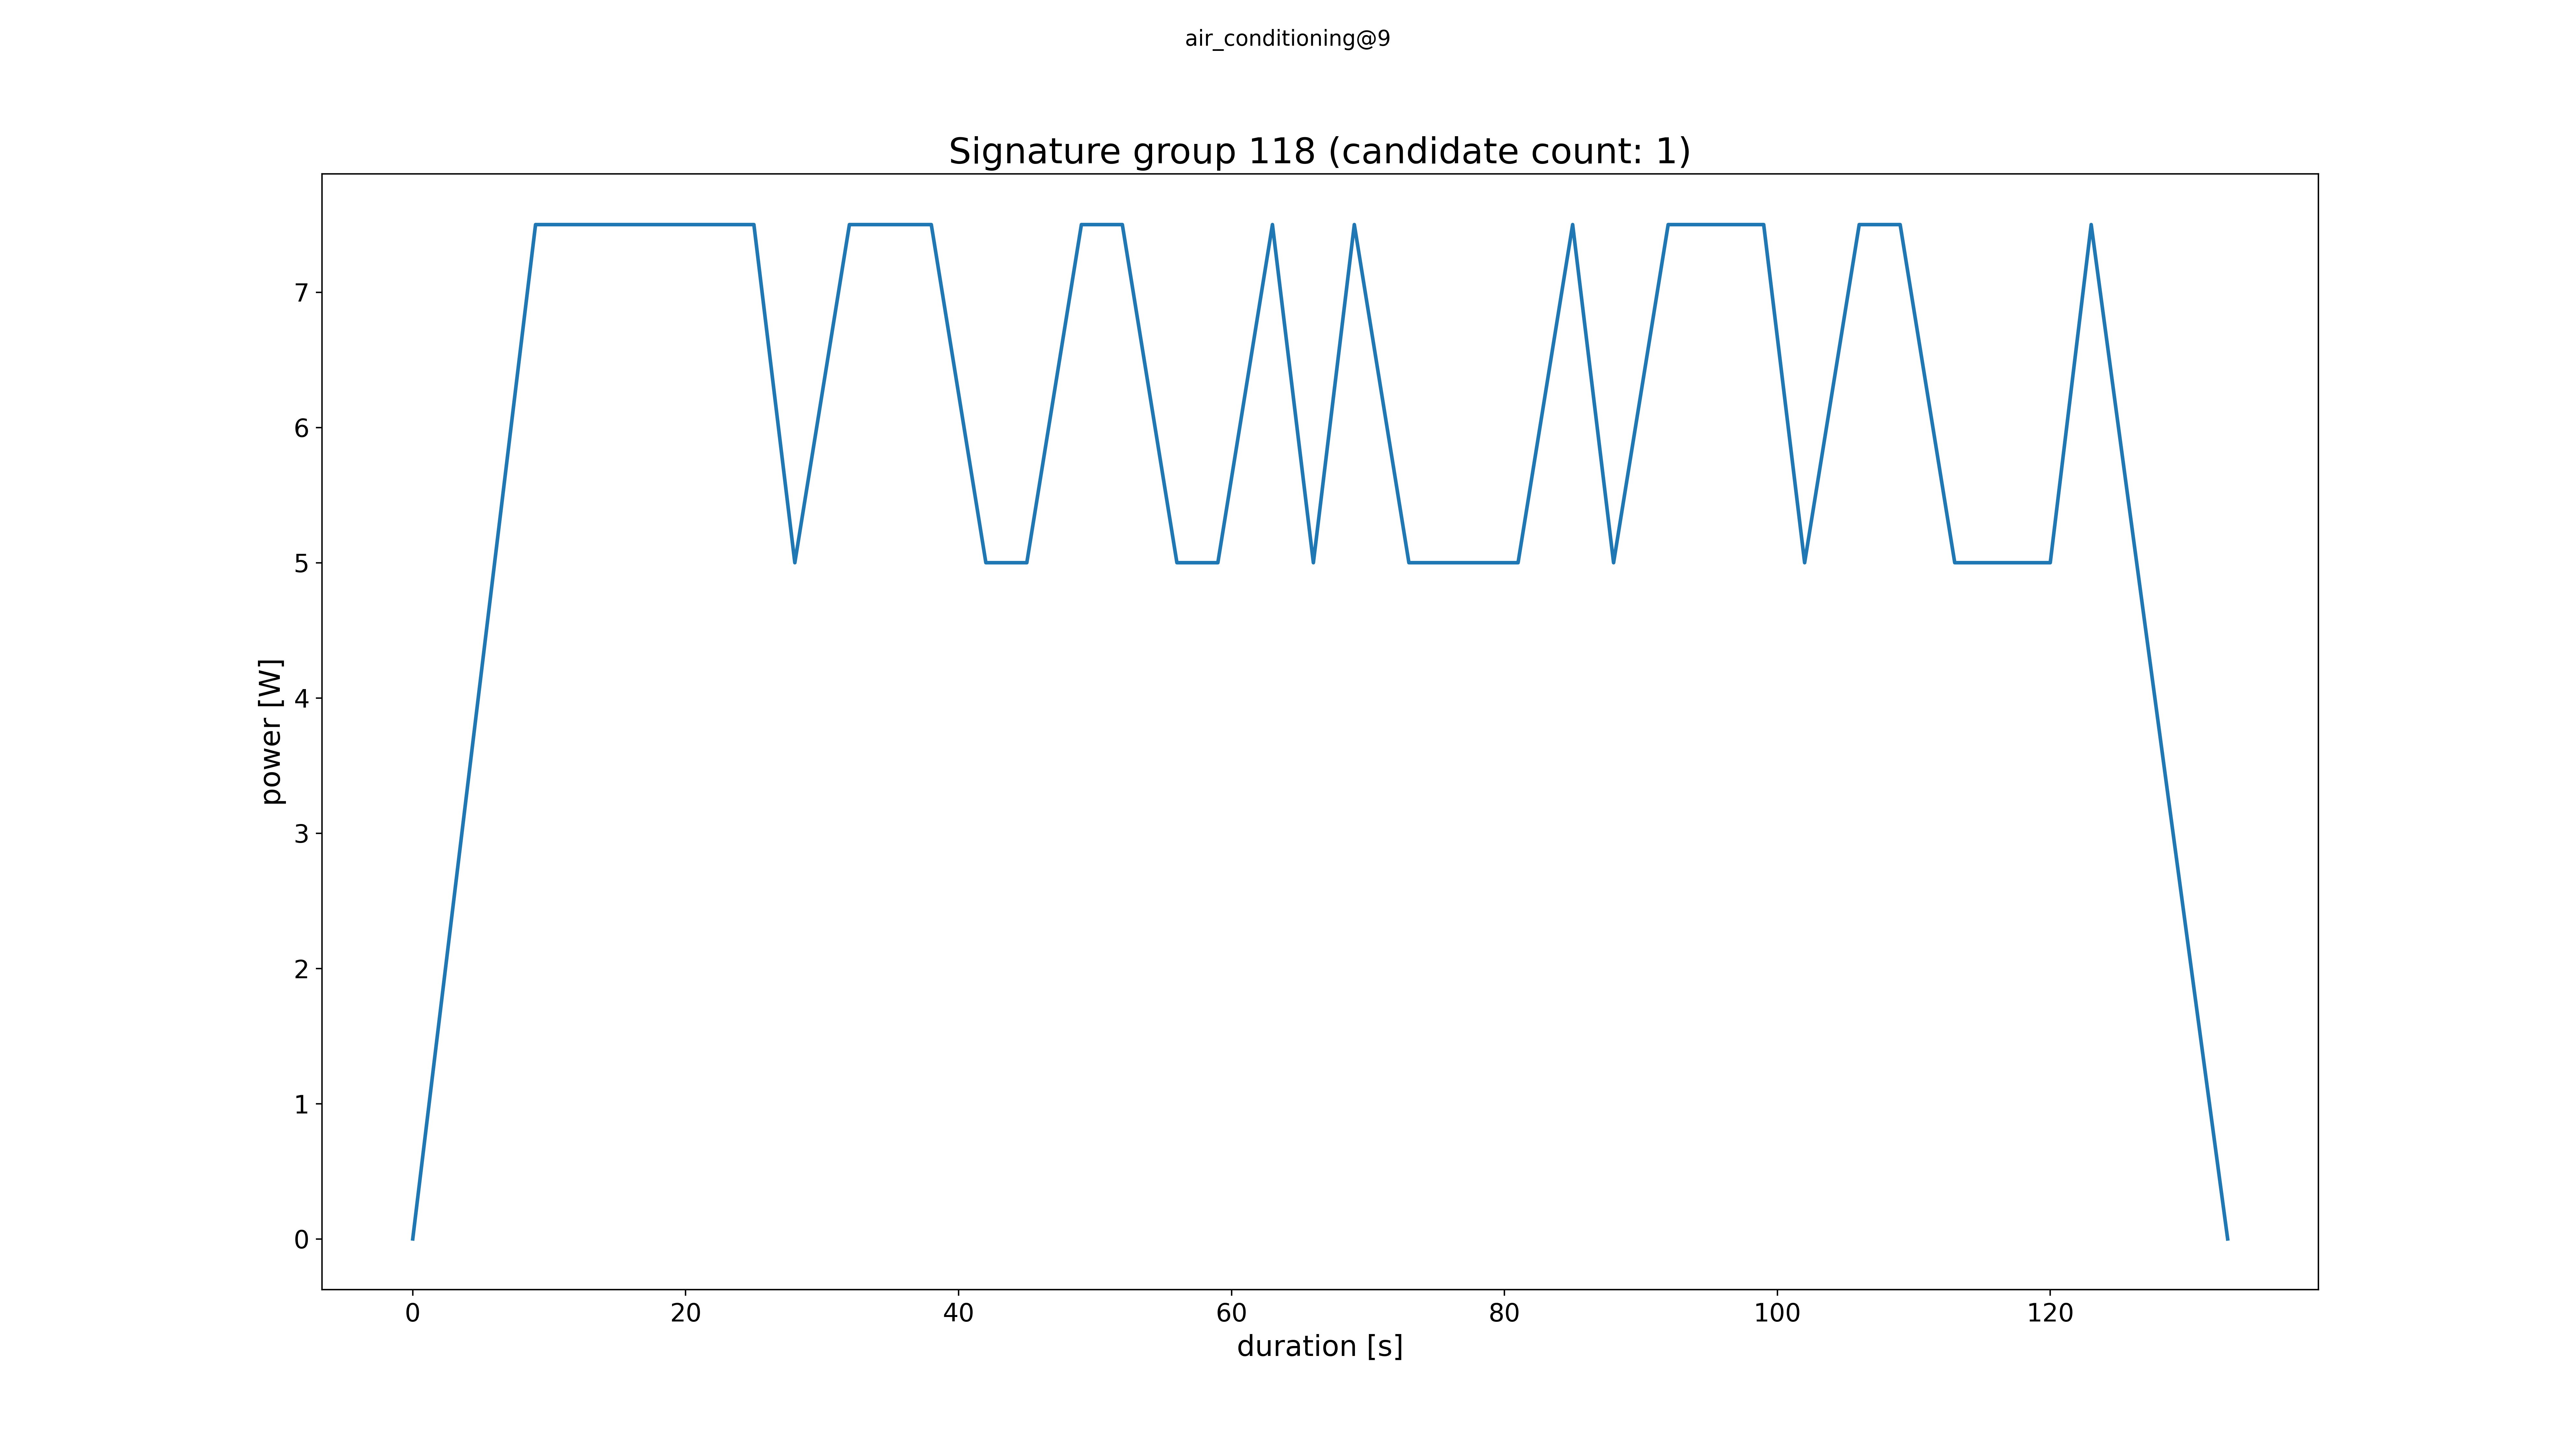 air_conditioning@9
Signature group 118 (candidate count: 1)
power [W]
7
6
5
4
3
2
1
0
0 20 40 60 80 100 120
duration [s]